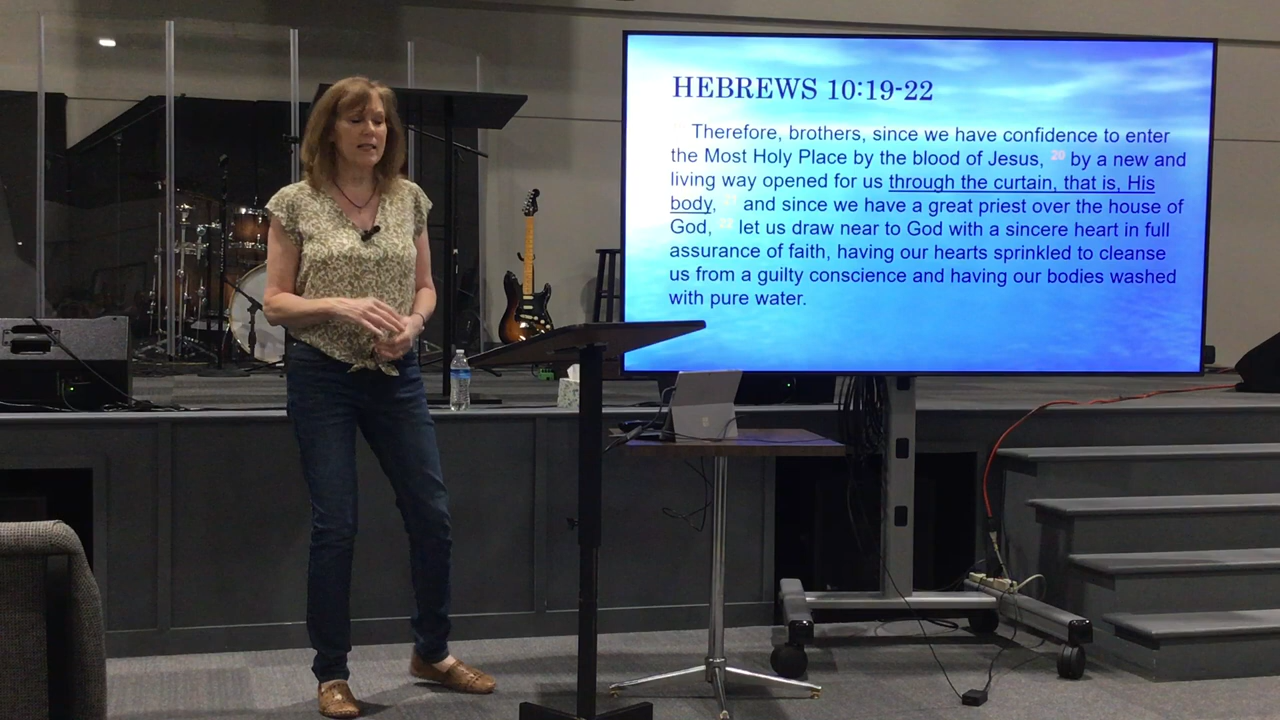 HEBREWS 10:19-22
Therefore, brothers, since we have confidence to enter
the Most Holy Place by the blood of Jesus, 20 by a new and
living way opened for us through the curtain, that is, His
body, 21 and since we have a great priest over the house of
God, 22 let us draw near to God with a sincere heart in full
assurance of faith, having our hearts sprinkled to cleanse
us from a guilty conscience and having our bodies washed
with pure water.